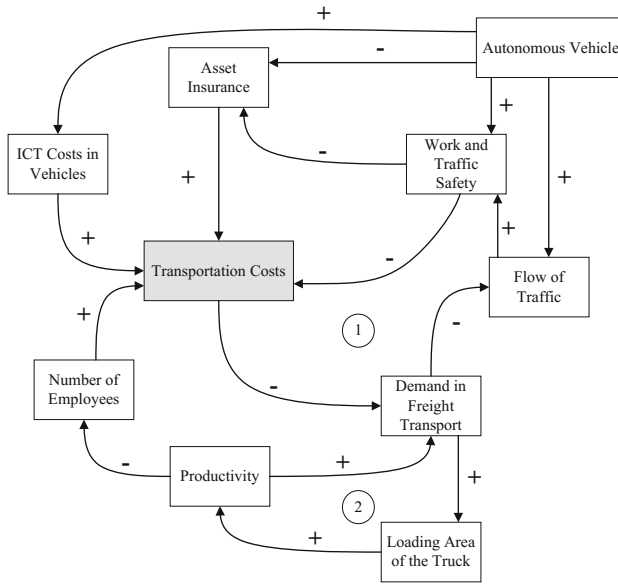 +
Autonomous Vehicle
-
Asset
Insurance
+
ICT Costs in
Vehicles
-
Work and
Traffic
Safety
+
+
+
+
Transportation Costs
-
Flow of
Traffic
+
1
-
Number of
Employees
-
Demand in
Freight
Transport
-
Productivity
+
+
2
+
Loading Area
of the Truck